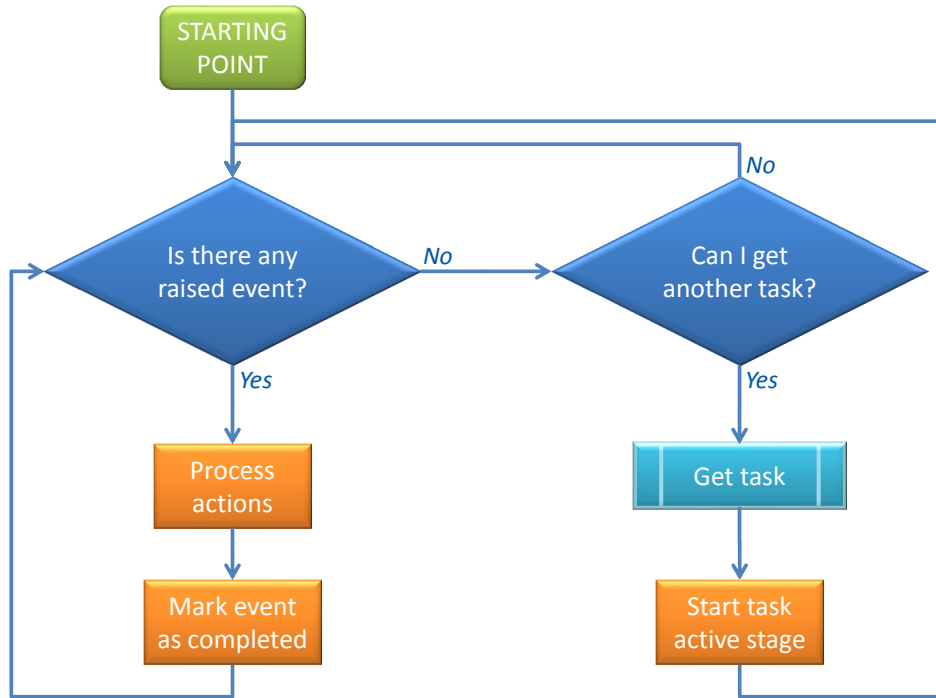 STARTING
POINT
No
Is there any
raised event?
No
Can I get
another task?
Yes
Yes
Process
actions
Get task
Mark event
as completed
Start task
active stage